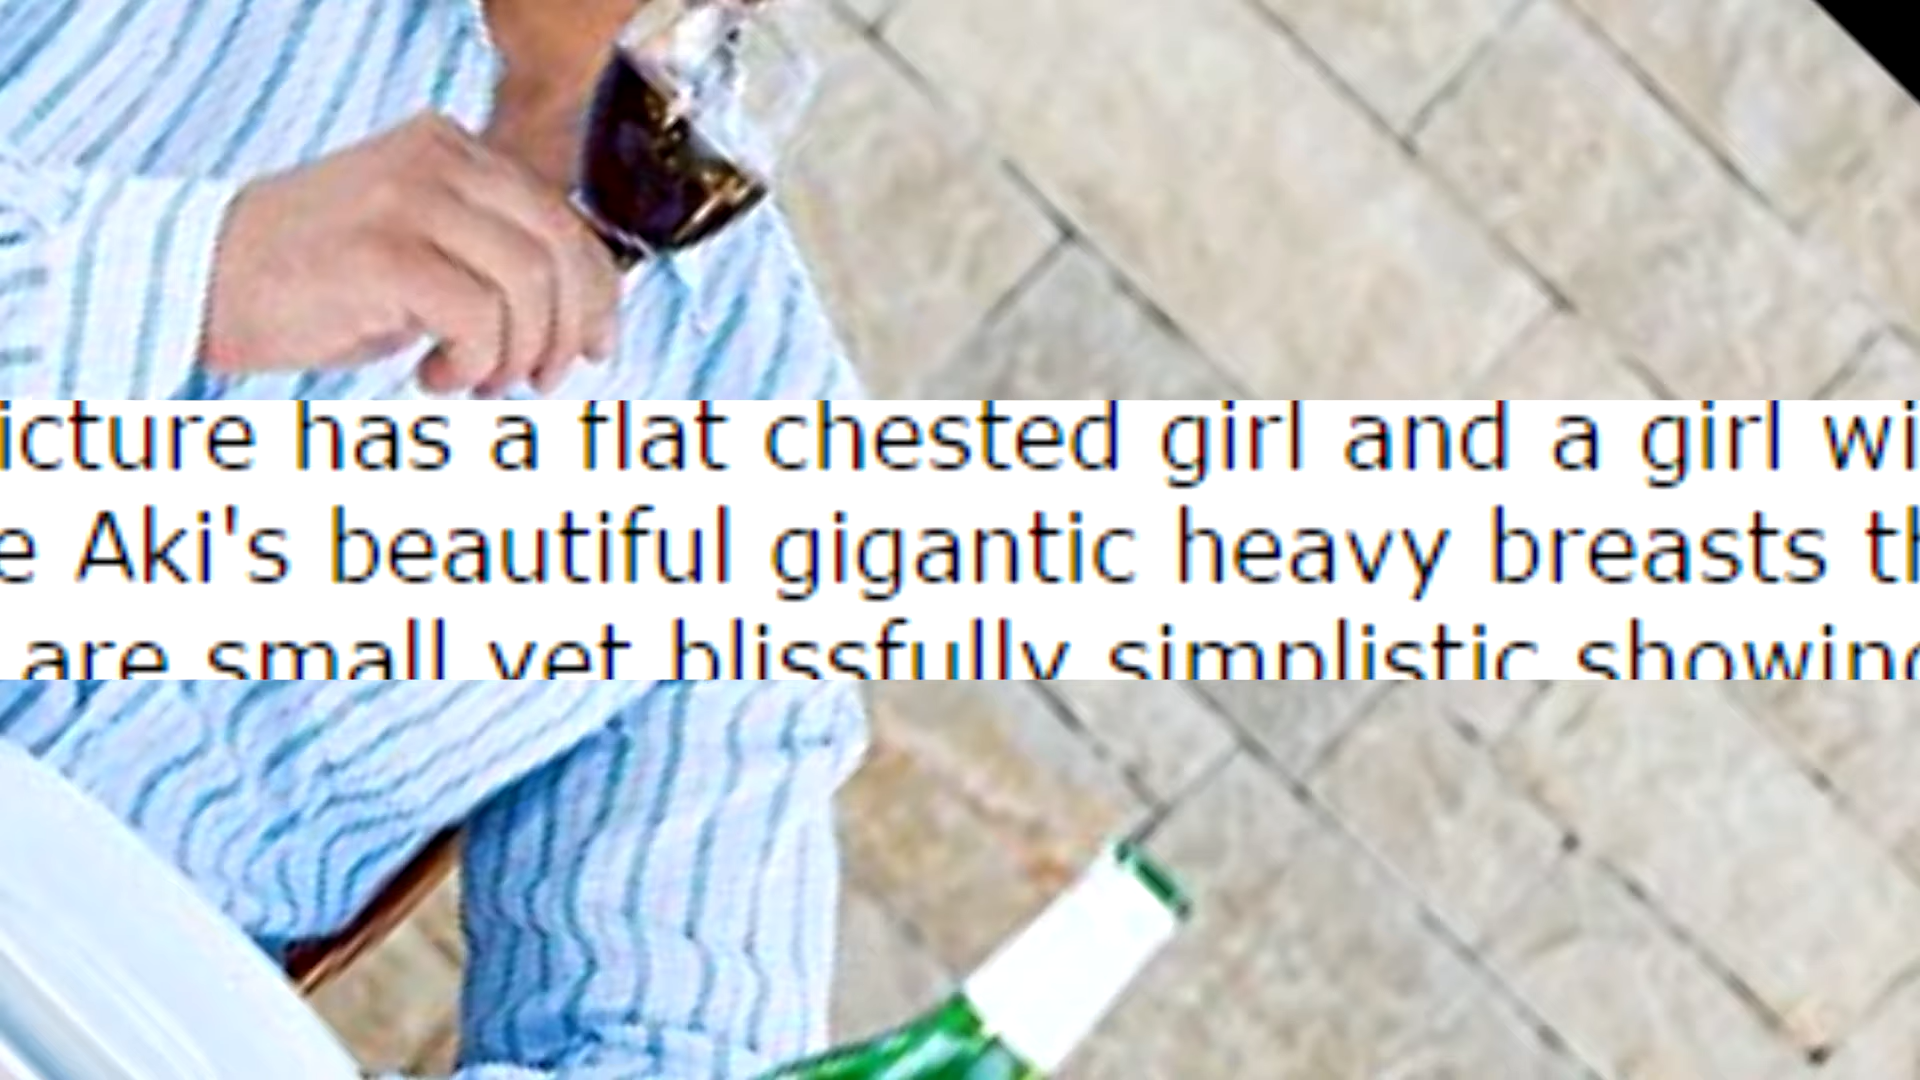 icture has a flat chested girl and a girl wi
e Aki's beautiful gigantic heavy breasts th
are small yet blissfully simplistic showing